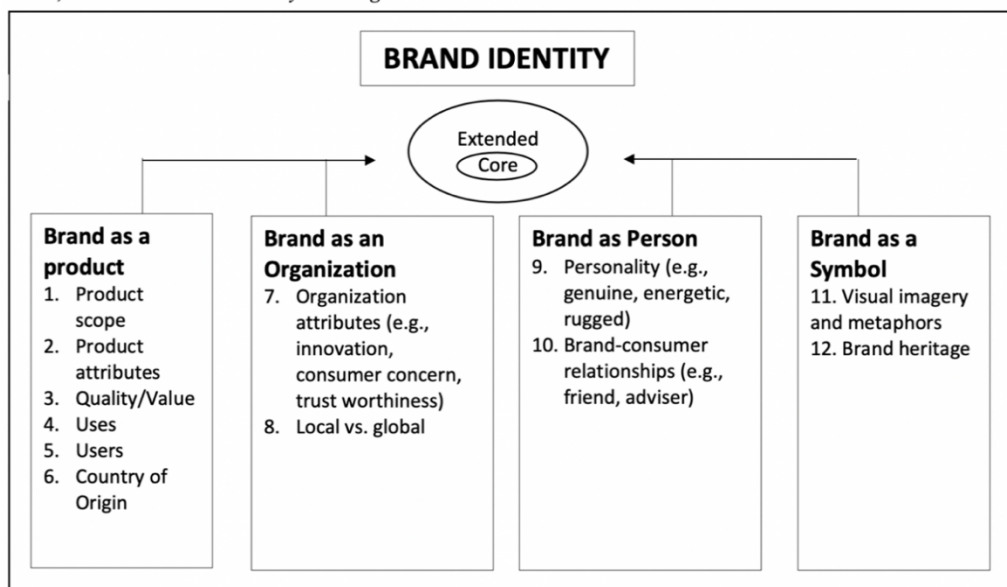 BRAND IDENTITY
Extended
Core
Brand as a
product
1. Product
scope
2. Product
attributes
3. Quality/Value
4. Uses
5. Users
6. Country of
Origin
Brand as an
Organization
7. Organization
attributes (e.g.,
innovation,
consumer concern,
trust worthiness)
8. Local vs. global
Brand as Person
9. Personality (e.g.,
genuine, energetic,
rugged)
10. Brand-consumer
relationships (e.g.,
friend, adviser)
Brand as a
Symbol
11. Visual imagery
and metaphors
12. Brand heritage